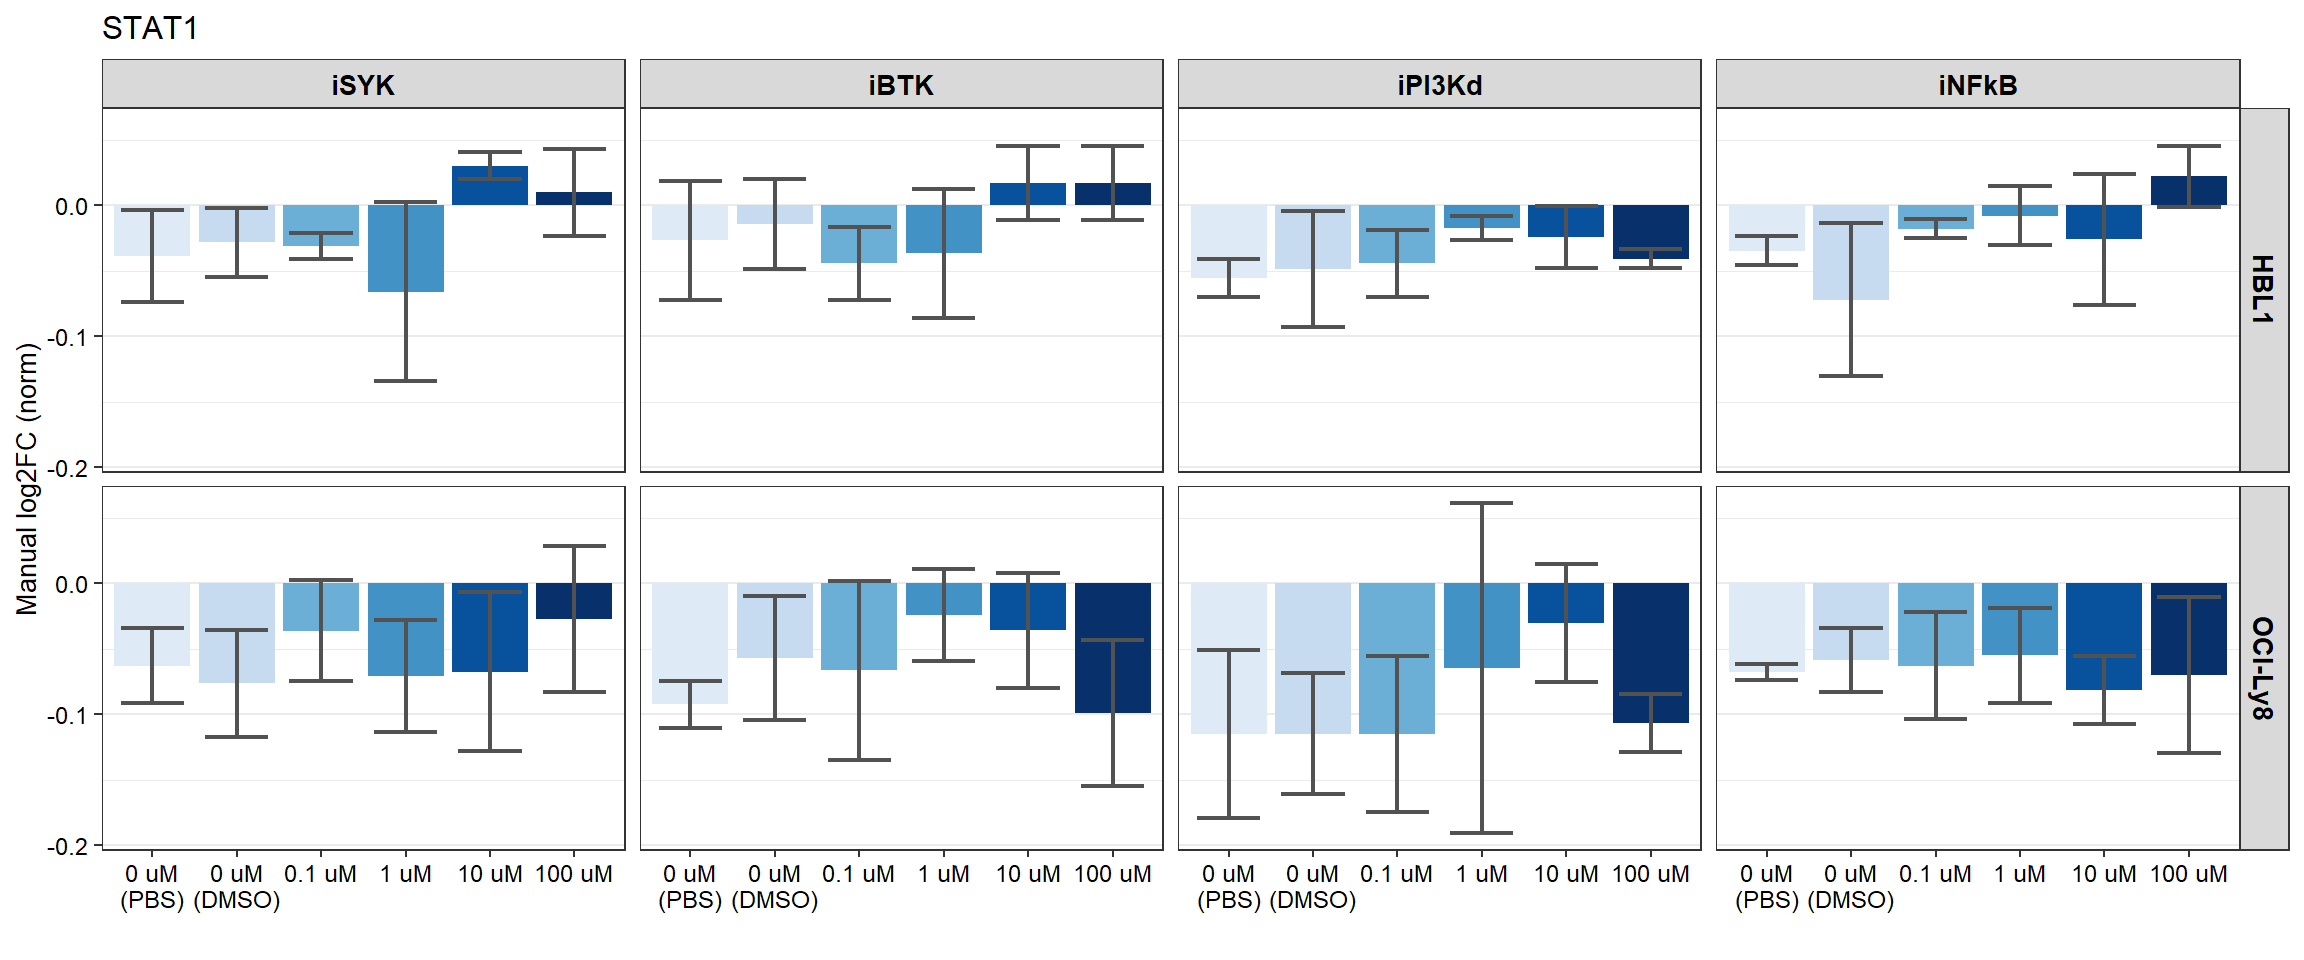 STAT1
iSYK iBTK iPI3Kd iNFkB
Manual log2FC (norm)
0.0
-0.1
-0.2
HBL1
0.0
-0.1
-0.2
OCI-Ly8
0 uM 0 uM 0.1 uM 1 uM 10 uM 100 uM 0 uM 0 uM 0.1 uM 1 uM 10 uM 100 uM 0 uM 0 uM 0.1 uM 1 uM 10 uM 100 uM 0 uM 0 uM 0.1 uM 1 uM 10 uM 100 uM
(PBS) (DMSO) (PBS) (DMSO) (PBS) (DMSO) (PBS) (DMSO)